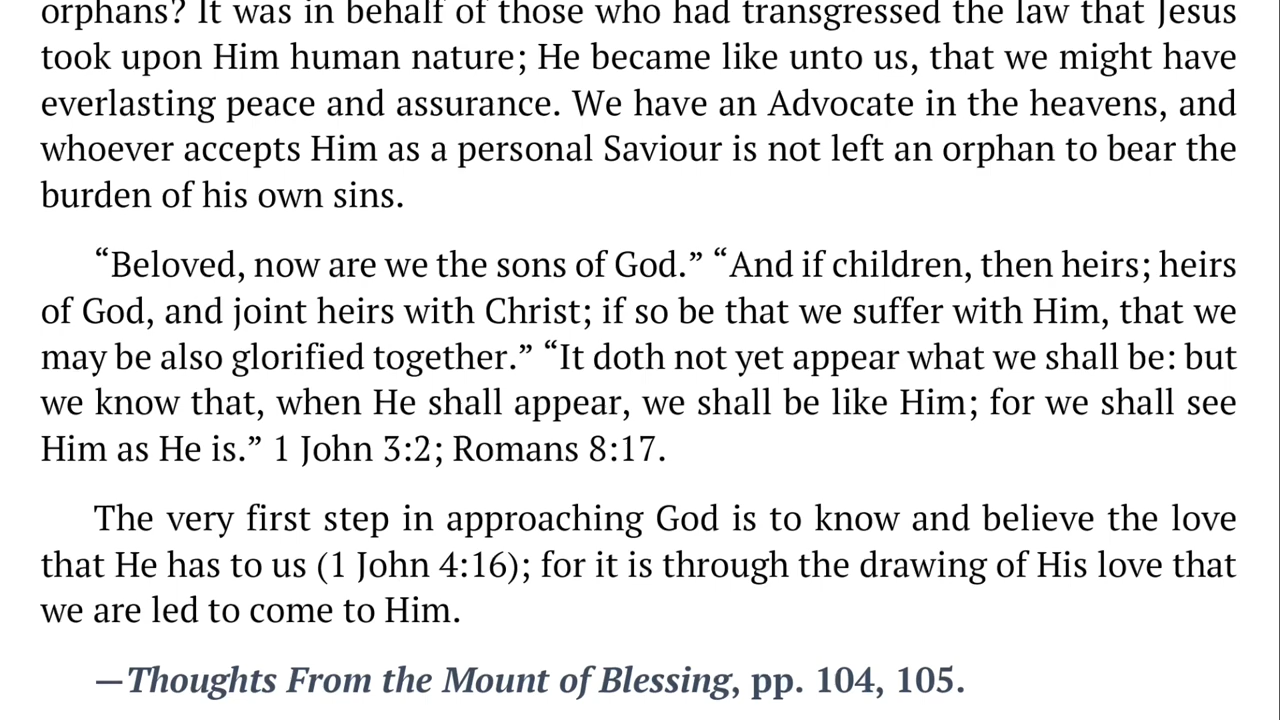 orphans? It was in behalf of those who had transgressed the law that Jesus
took upon Him human nature; He became like unto us, that we might have
everlasting peace and assurance. We have an Advocate in the heavens, and
whoever accepts Him as a personal Saviour is not left an orphan to bear the
burden of his own sins.
“Beloved, now are we the sons of God.” “And if children, then heirs; heirs
of God, and joint heirs with Christ; if so be that we suffer with Him, that we
may be also glorified together.” “It doth not yet appear what we shall be: but
we know that, when He shall appear, we shall be like Him; for we shall see
Him as He is.” 1 John 3:2; Romans 8:17.
The very first step in approaching God is to know and believe the love
that He has to us (1 John 4:16); for it is through the drawing of His love that
we are led to come to Him.
—Thoughts From the Mount of Blessing, pp. 104, 105.